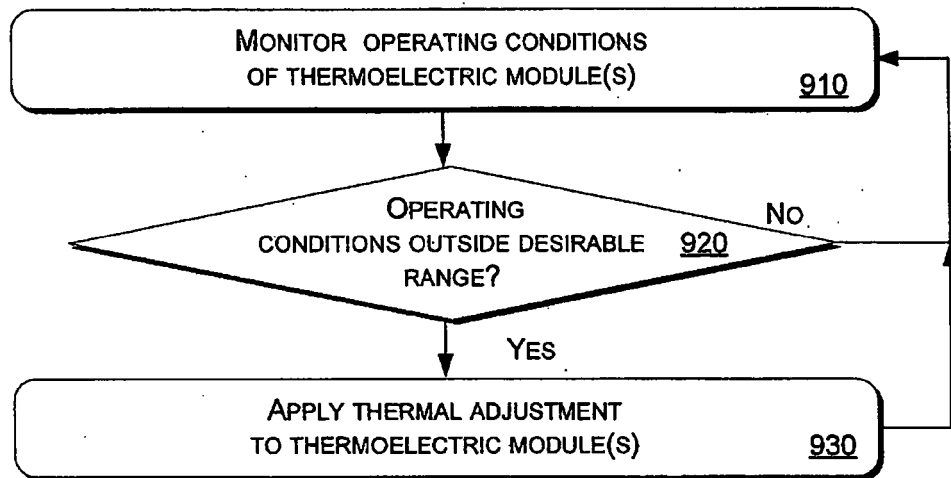 MONITOR OPERATING CONDITIONS
OF THERMOELECTRIC MODULE(S)
910
OPERATING
CONDITIONS OUTSIDE DESIRABLE
RANGE?
920
NO
YES
APPLY THERMAL ADJUSTMENT
TO THERMOELECTRIC MODULE(S)
930